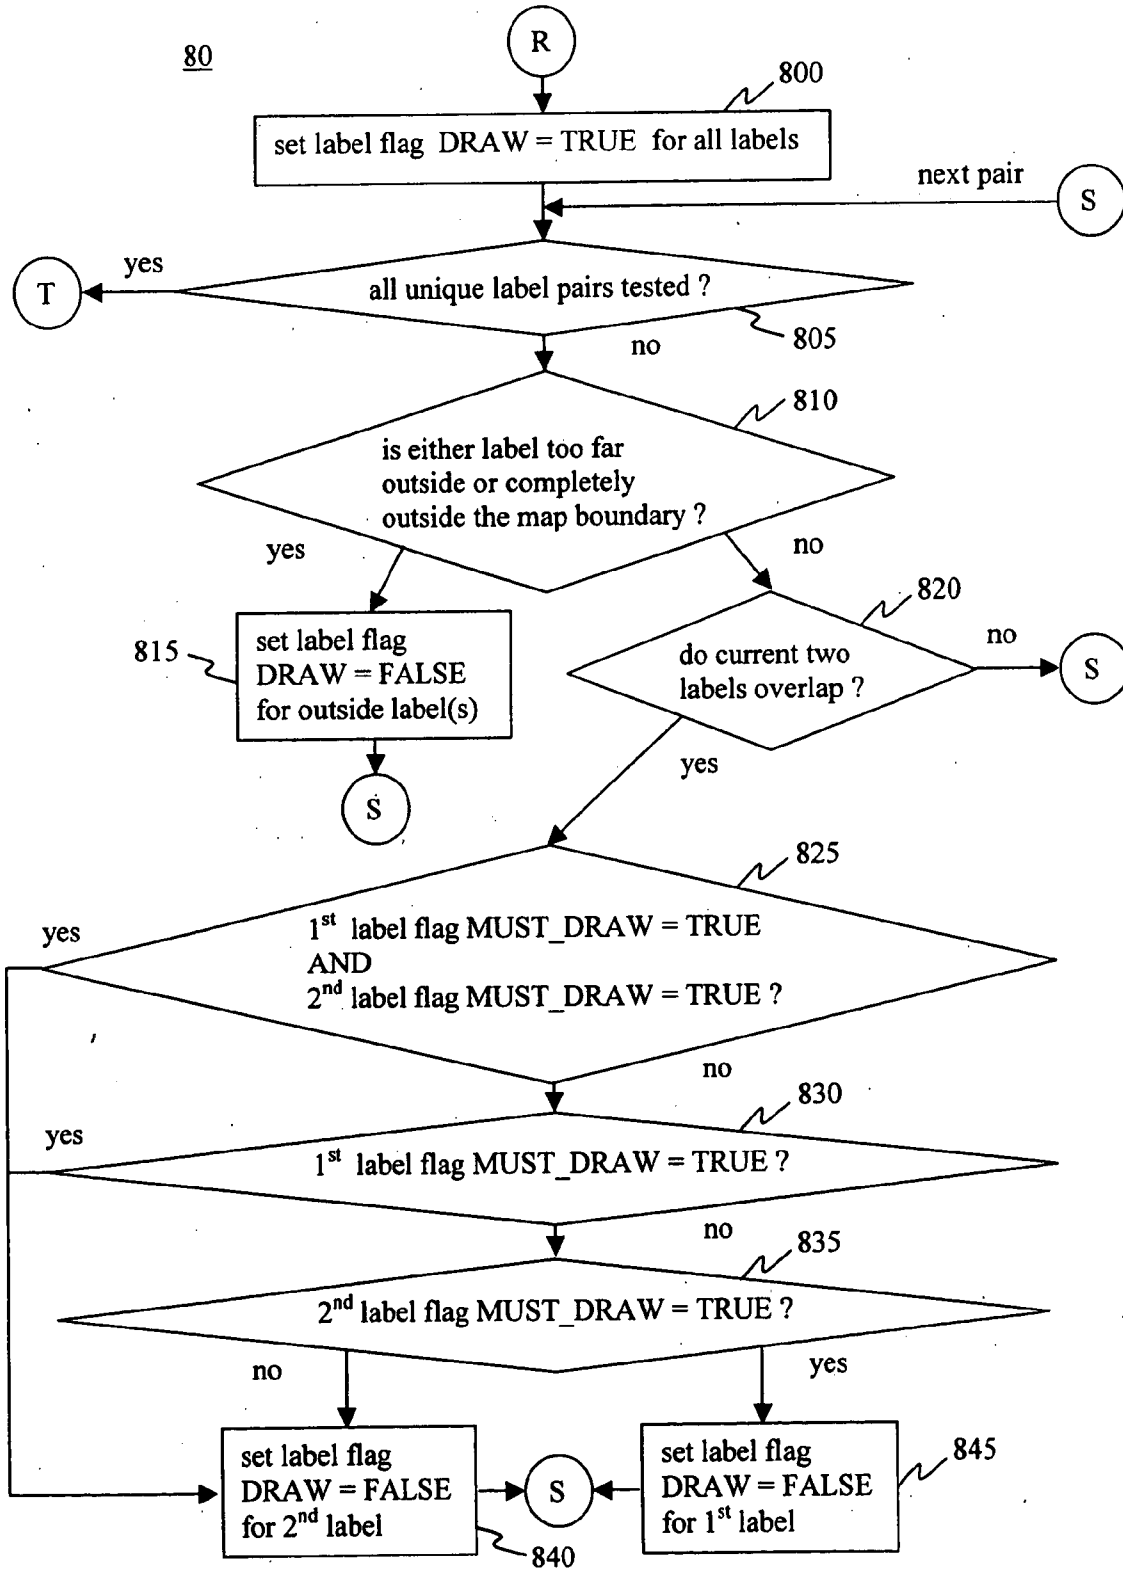 R
80
800
set label flag DRAW = TRUE for all labels
next pair
S
yes
T
all unique label pairs tested ?
805
no
810
is either label too far
outside or completely
outside the map boundary ?
yes
no
820
815
set label flag
DRAW = FALSE
for outside label(s)
do current two
labels overlap ?
no
S
yes
S
825
yes
1st label flag MUST_DRAW = TRUE
AND
2nd label flag MUST_DRAW = TRUE ?
no
830
yes
1st label flag MUST_DRAW = TRUE ?
no
835
2nd label flag MUST_DRAW = TRUE ?
no
yes
set label flag
DRAW = FALSE
for 2nd label
S
set label flag
DRAW = FALSE
for 1st label
845
840